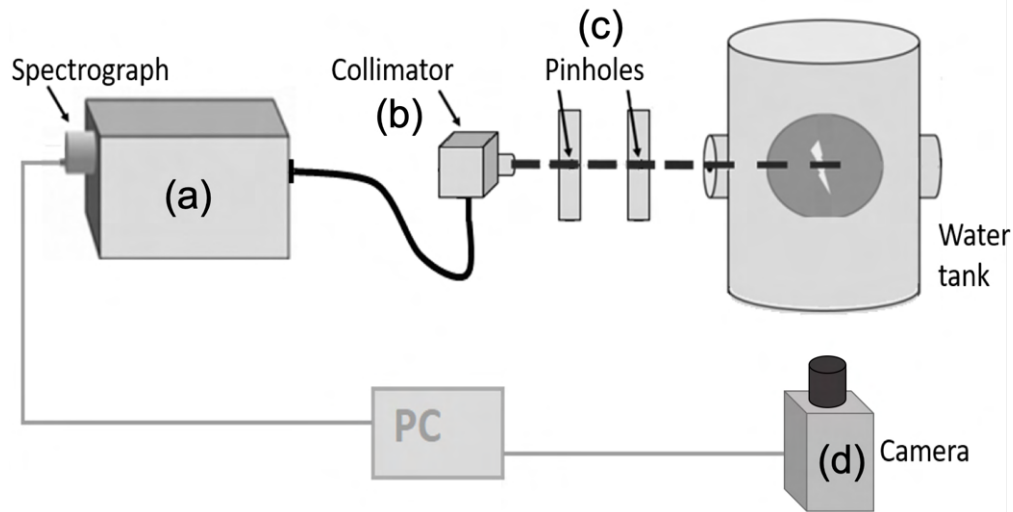 (c)
Spectrograph
Collimator
Pinholes
(b)
(a)
Water
tank
PC
(d)
Camera